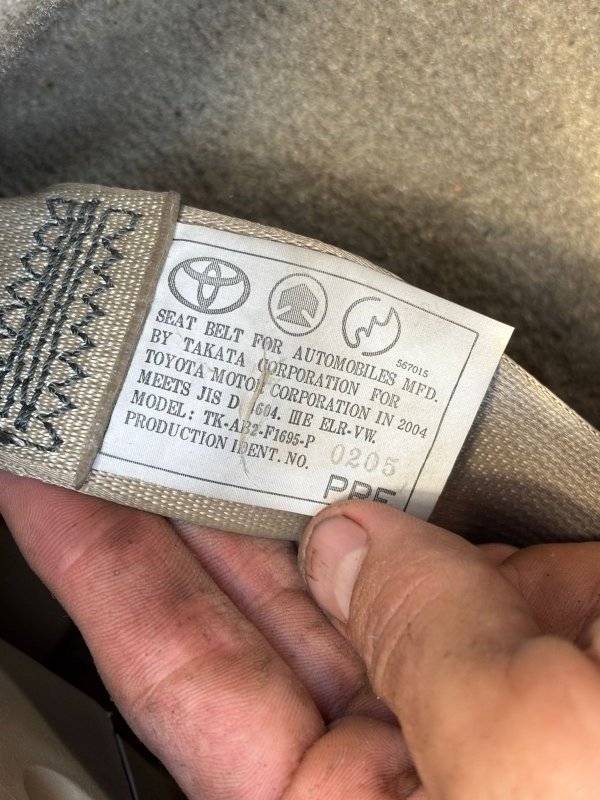 567015
SEAT BELT FOR AUTOMOBILES MFD.
BY TAKATA CORPORATION FOR
TOYOTA MOTOR CORPORATION IN 2004
MEETS JIS D 4604. ⅢE ELR-VW.
MODEL: TK-AB2-F1695-P
PRODUCTION IDENT. NO. 0205
PRE